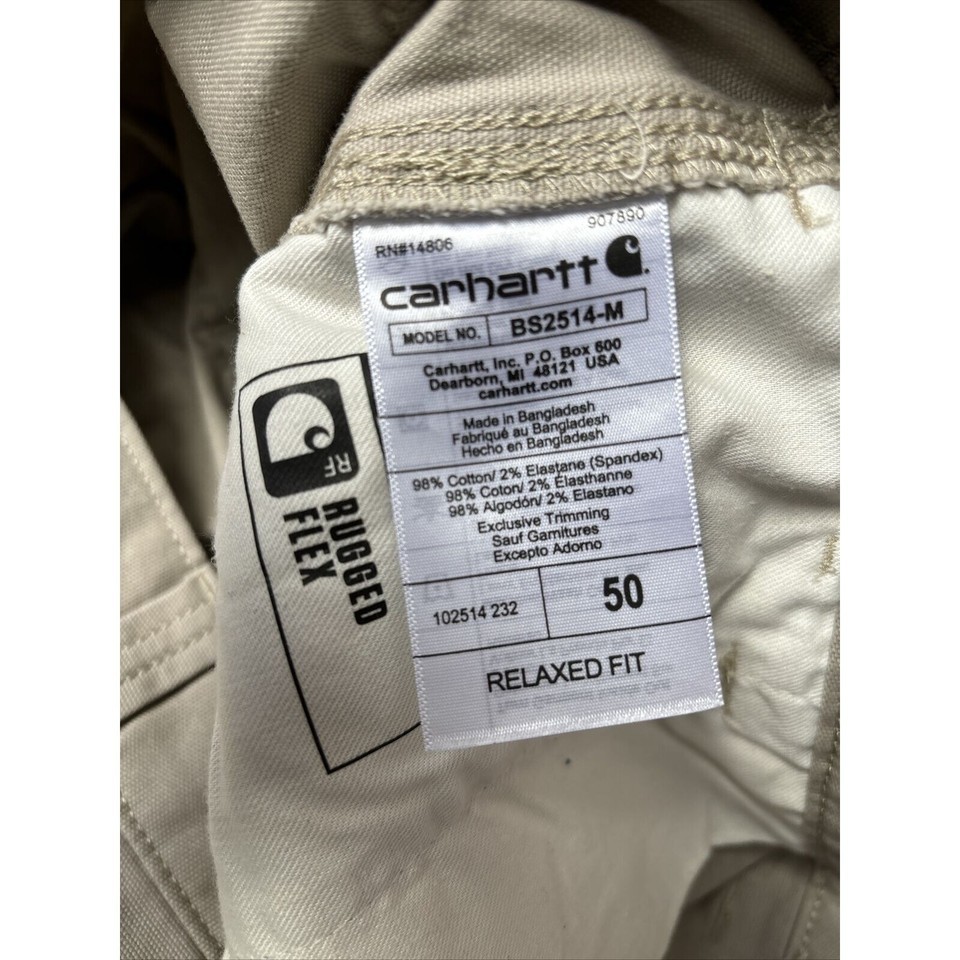 RN#14806
907890
carhartt
MODEL NO. BS2514-M
Carhartt, Inc. P.O. Box 600
Dearborn, MI 48121 USA
carhartt.com
Made in Bangladesh
Fabriqué au Bangladesh
Hecho en Bangladesh
98% Cotton/ 2% Elastane (Spandex)
98% Coton/ 2% Élasthanne
98% Algodón/ 2% Elastano
Exclusive Trimming
Sauf Garnitures
Excepto Adorno
102514 232
50
RELAXED FIT
RF
RUGGED
FLEX